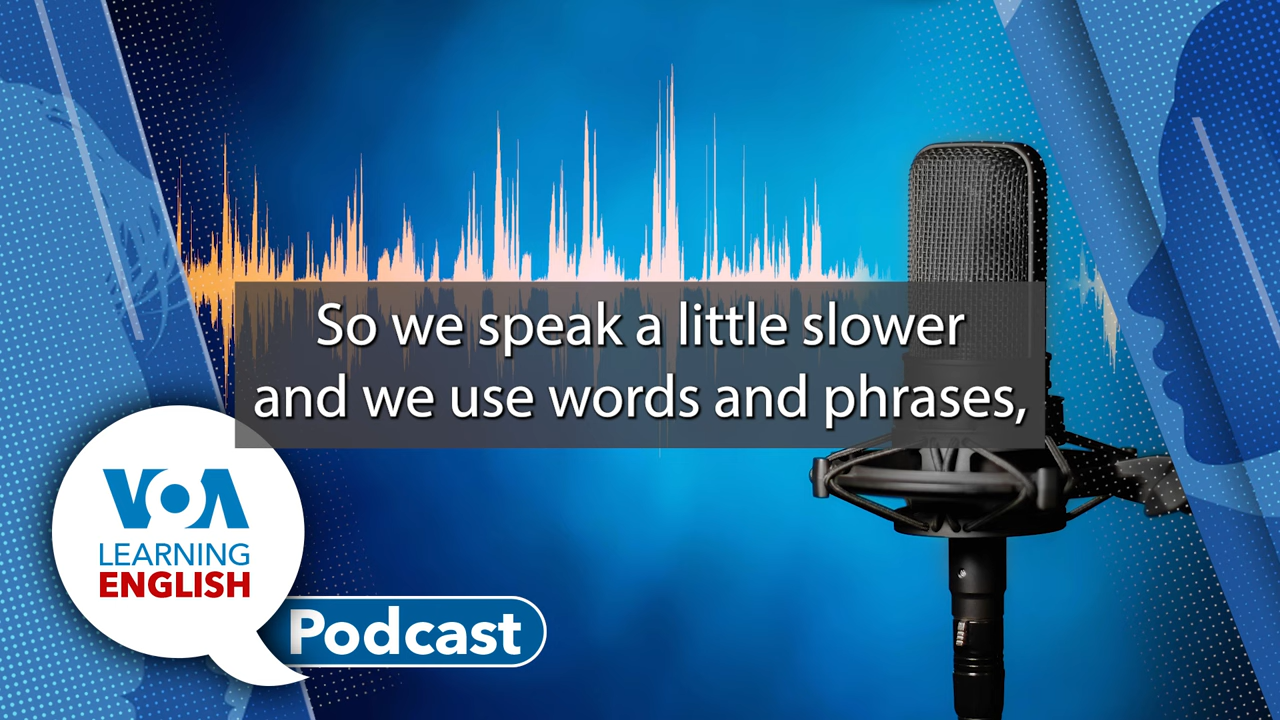 So we speak a little slower
and we use words and phrases,
VOA
LEARNING
ENGLISH
Podcast